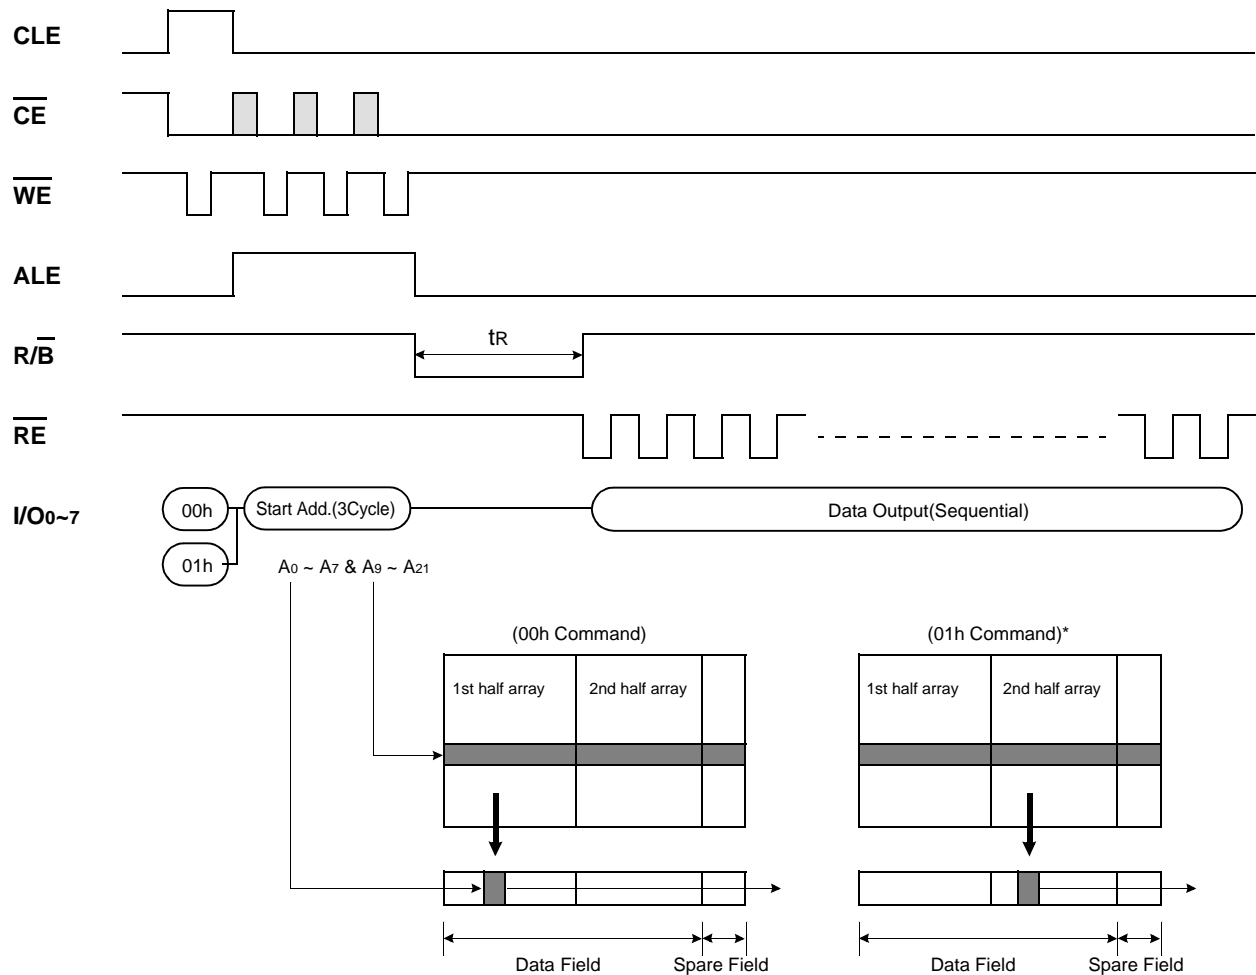 CLE
CE
WE
ALE
R/B
tR
RE
I/O0~7
00h
Start Add.(3Cycle)
Data Output(Sequential)
01h
A0 ~ A7 & A9 ~ A21
(00h Command)
(01h Command)*
1st half array
2nd half array
1st half array
2nd half array
Data Field
Spare Field
Data Field
Spare Field